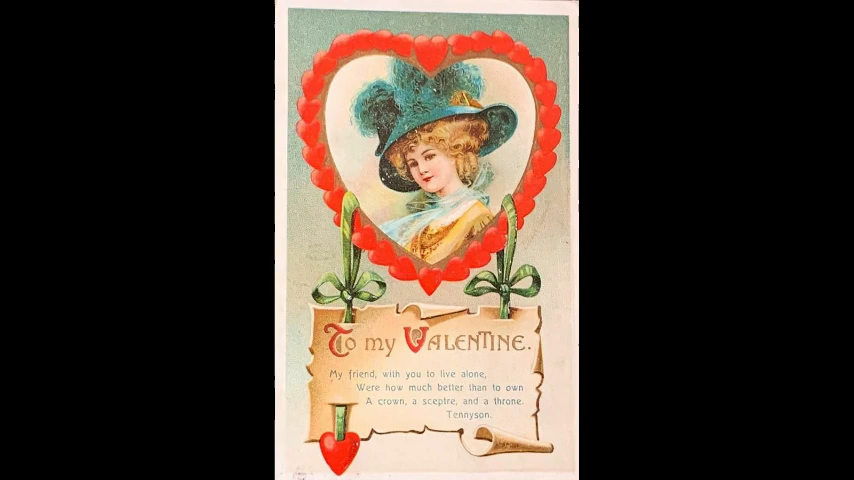 To my Valentine.
My friend, with you to live alone,
Were how much better than to own
A crown, a sceptre, and a throne.
Tennyson.